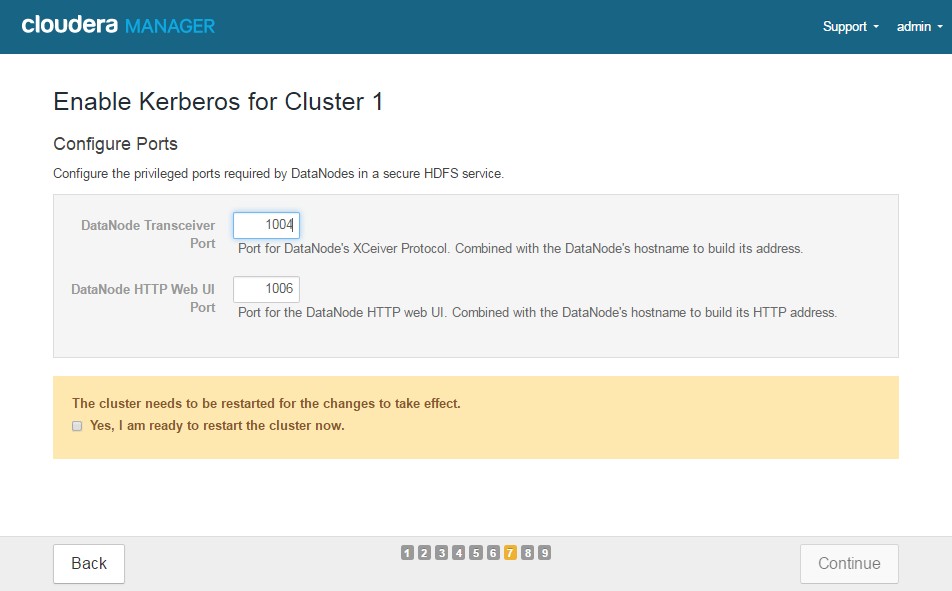 cloudera MANAGER
Support
admin
Enable Kerberos for Cluster 1
Configure Ports
Configure the privileged ports required by DataNodes in a secure HDFS service.
DataNode Transceiver
Port
1004
Port for DataNode's XCeiver Protocol. Combined with the DataNode's hostname to build its address.
DataNode HTTP Web UI
Port
1006
Port for the DataNode HTTP web UI. Combined with the DataNode's hostname to build its HTTP address.
The cluster needs to be restarted for the changes to take effect.
Yes, I am ready to restart the cluster now.
Back
1 2 3 4 5 6 7 8 9
Continue